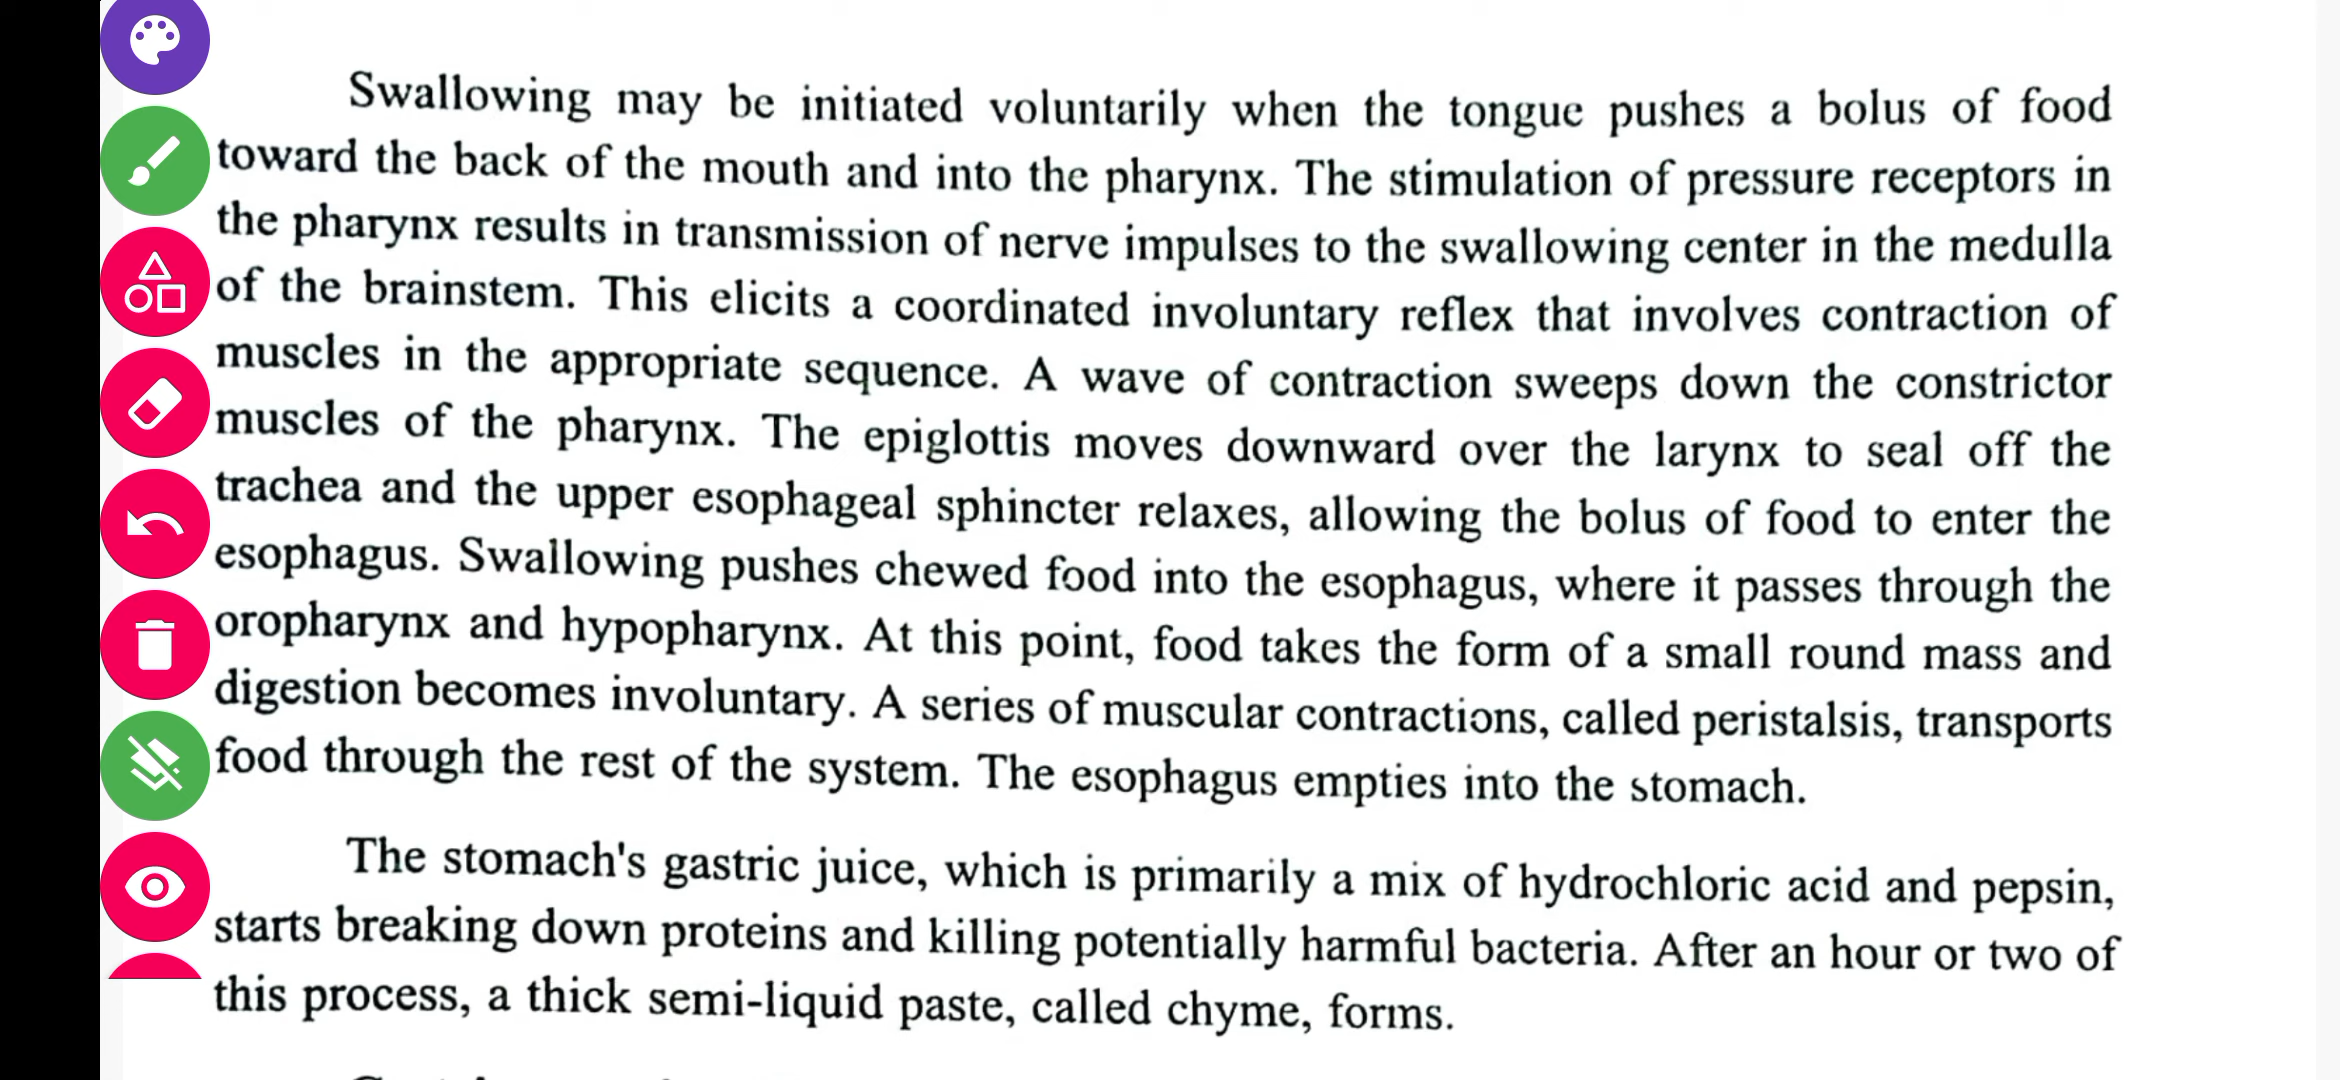 Swallowing may be initiated voluntarily when the tongue pushes a bolus of food
toward the back of the mouth and into the pharynx. The stimulation of pressure receptors in
the pharynx results in transmission of nerve impulses to the swallowing center in the medulla
of the brainstem. This elicits a coordinated involuntary reflex that involves contraction of
muscles in the appropriate sequence. A wave of contraction sweeps down the constrictor
muscles of the pharynx. The epiglottis moves downward over the larynx to seal off the
trachea and the upper esophageal sphincter relaxes, allowing the bolus of food to enter the
esophagus. Swallowing pushes chewed food into the esophagus, where it passes through the
oropharynx and hypopharynx. At this point, food takes the form of a small round mass and
digestion becomes involuntary. A series of muscular contractions, called peristalsis, transports
food through the rest of the system. The esophagus empties into the stomach.
The stomach's gastric juice, which is primarily a mix of hydrochloric acid and pepsin,
starts breaking down proteins and killing potentially harmful bacteria. After an hour or two of
this process, a thick semi-liquid paste, called chyme, forms.